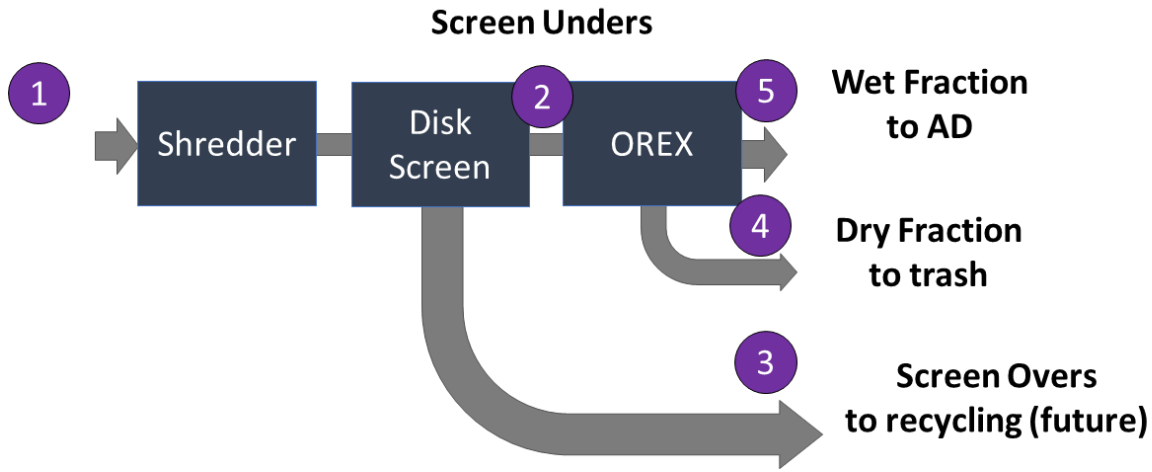 Screen Unders
1
Shredder
Disk
Screen
2
OREX
5
Wet Fraction
to AD
4
Dry Fraction
to trash
3
Screen Overs
to recycling (future)